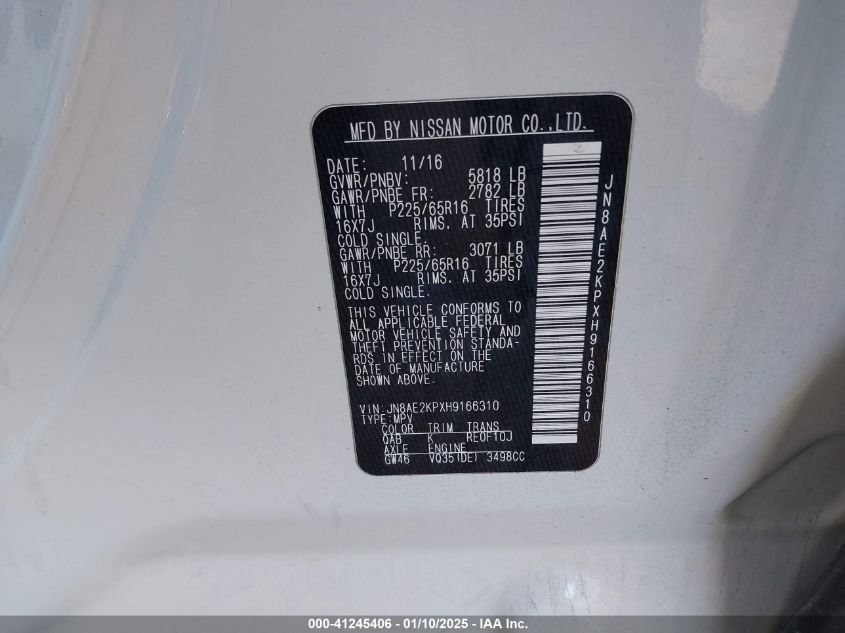 MFD BY NISSAN MOTOR CO.,LTD.
DATE: 11/16
GVWR/PNBV: 5818 LB
GAWR/PNBE FR: 2782 LB
WITH P225/65R16 TIRES
16X7J RIMS. AT 35PSI
COLD SINGLE.
GAWR/PNBE RR: 3071 LB
WITH P225/65R16 TIRES
16X7J RIMS. AT 35PSI
COLD SINGLE.
THIS VEHICLE CONFORMS TO
ALL APPLICABLE FEDERAL
MOTOR VEHICLE SAFETY AND
THEFT PREVENTION STANDA-
RDS IN EFFECT ON THE
DATE OF MANUFACTURE
SHOWN ABOVE.
VIN:JN8AE2KPXH9166310
TYPE:MPV
COLOR TRIM TRANS
QAB K RE0F10J
AXLE ENGINE
GW46 VQ35(DE) 3498CC
JN8AE2KPXH9166310
000-41245406 - 01/10/2025 - IAA Inc.